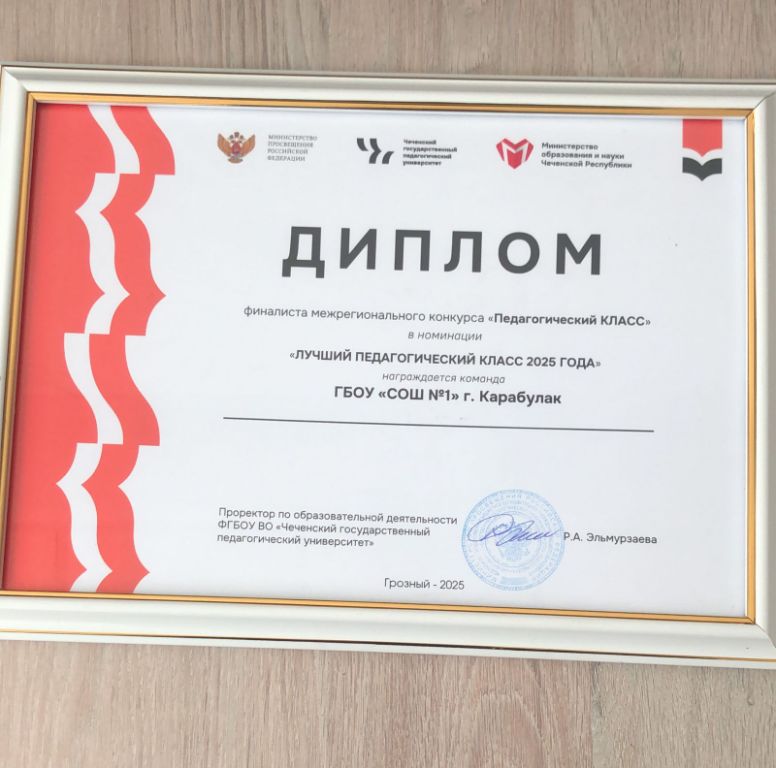 МИНИСТЕРСТВО
ПРОСВЕЩЕНИЯ
РОССИЙСКОЙ
ФЕДЕРАЦИИ
Чеченский
государственный
педагогический
университет
Министерство
образования и науки
Чеченской Республики
ДИПЛОМ
финалиста межрегионального конкурса «Педагогический КЛАСС»
в номинации
«ЛУЧШИЙ ПЕДАГОГИЧЕСКИЙ КЛАСС 2025 ГОДА»
награждается команда
ГБОУ «СОШ №1» г. Карабулак
Проректор по образовательной деятельности
ФГБОУ ВО «Чеченский государственный
педагогический университет»
Р.А. Эльмурзаева
Грозный - 2025